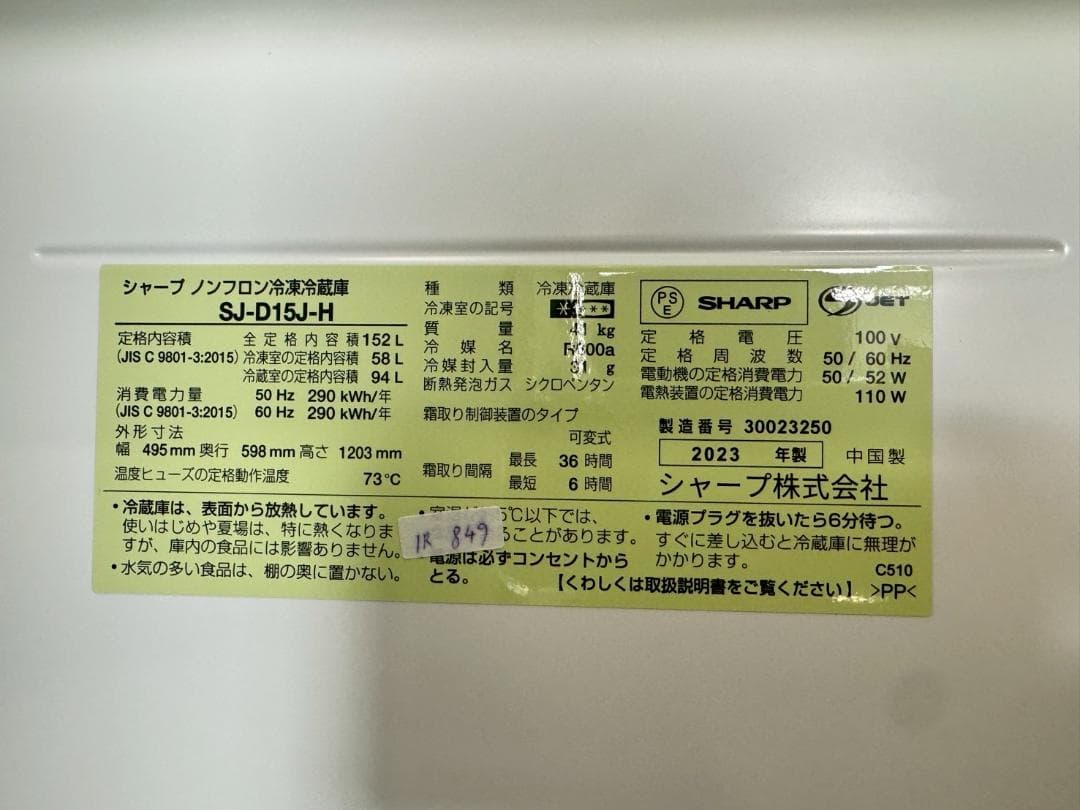 シャープ ノンフロン冷凍冷蔵庫
SJ-D15J-H
定格内容積 全定格内容積 152 L
(JIS C 9801-3:2015) 冷凍室の定格内容積 58 L
冷蔵室の定格内容積 94 L
消費電力量 50 Hz 290 kWh/年
(JIS C 9801-3:2015) 60 Hz 290 kWh/年
外形寸法
幅 495 mm 奥行 598 mm 高さ 1203 mm
温度ヒューズの定格動作温度 73℃
種類 冷凍冷蔵庫
冷凍室の記号
質量 kg
冷媒名
冷媒封入量 g
断熱発泡ガス シクロペンタン
霜取り制御装置のタイプ
可変式
霜取り間隔 最長 36 時間
最短 6 時間
PS
E
SHARP
JET
定格電圧 100 V
定格周波数 50 / 60 Hz
電動機の定格消費電力 50 / 52 W
電熱装置の定格消費電力 110 W
製造番号 30023250
2023 年製 中国製
シャープ株式会社
・冷蔵庫は、表面から放熱しています。
使いはじめや夏場は、特に熱くなりま
すが、庫内の食品には影響ありません。
・水気の多い食品は、棚の奥に置かない。
5℃以下では、
ることがあります。
電源は必ずコンセントから
とる。
1R 849
・電源プラグを抜いたら6分待つ。
すぐに差し込むと冷蔵庫に無理が
かかります。
C510
【くわしくは取扱説明書をご覧ください】 >PP<